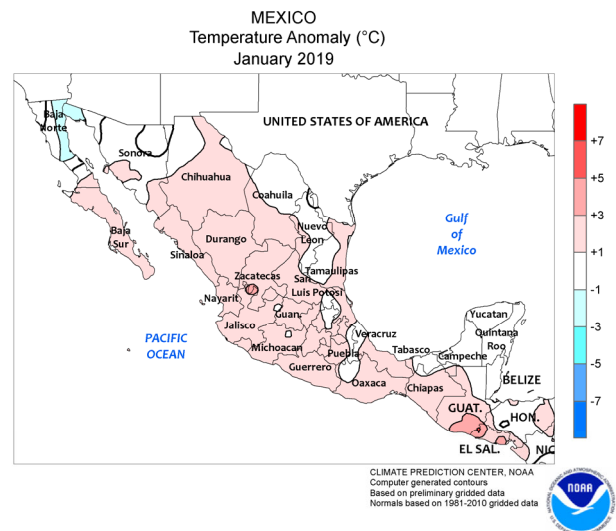 MEXICO
Temperature Anomaly (°C)
January 2019
Baja
Norte
Sonora
UNITED STATES OF AMERICA
Chihuahua
Coahuila
Nuevo
Leon
Gulf
of
Mexico
Baja
Sur
Sinaloa
Durango
Tamaulipas
Zacatecas
San
Luis Potosi
Nayarit
Guan.
Jalisco
Veracruz
Michoacan
Puebla
Guerrero
Oaxaca
Tabasco
Campeche
Yucatan
Quintana
Roo
Chiapas
BELIZE
GUAT.
HON.
EL SAL.
NIC
PACIFIC
OCEAN
+7
+5
+3
+1
-1
-3
-5
-7
CLIMATE PREDICTION CENTER, NOAA
Computer generated contours
Based on preliminary gridded data
Normals based on 1981-2010 gridded data
NOAA